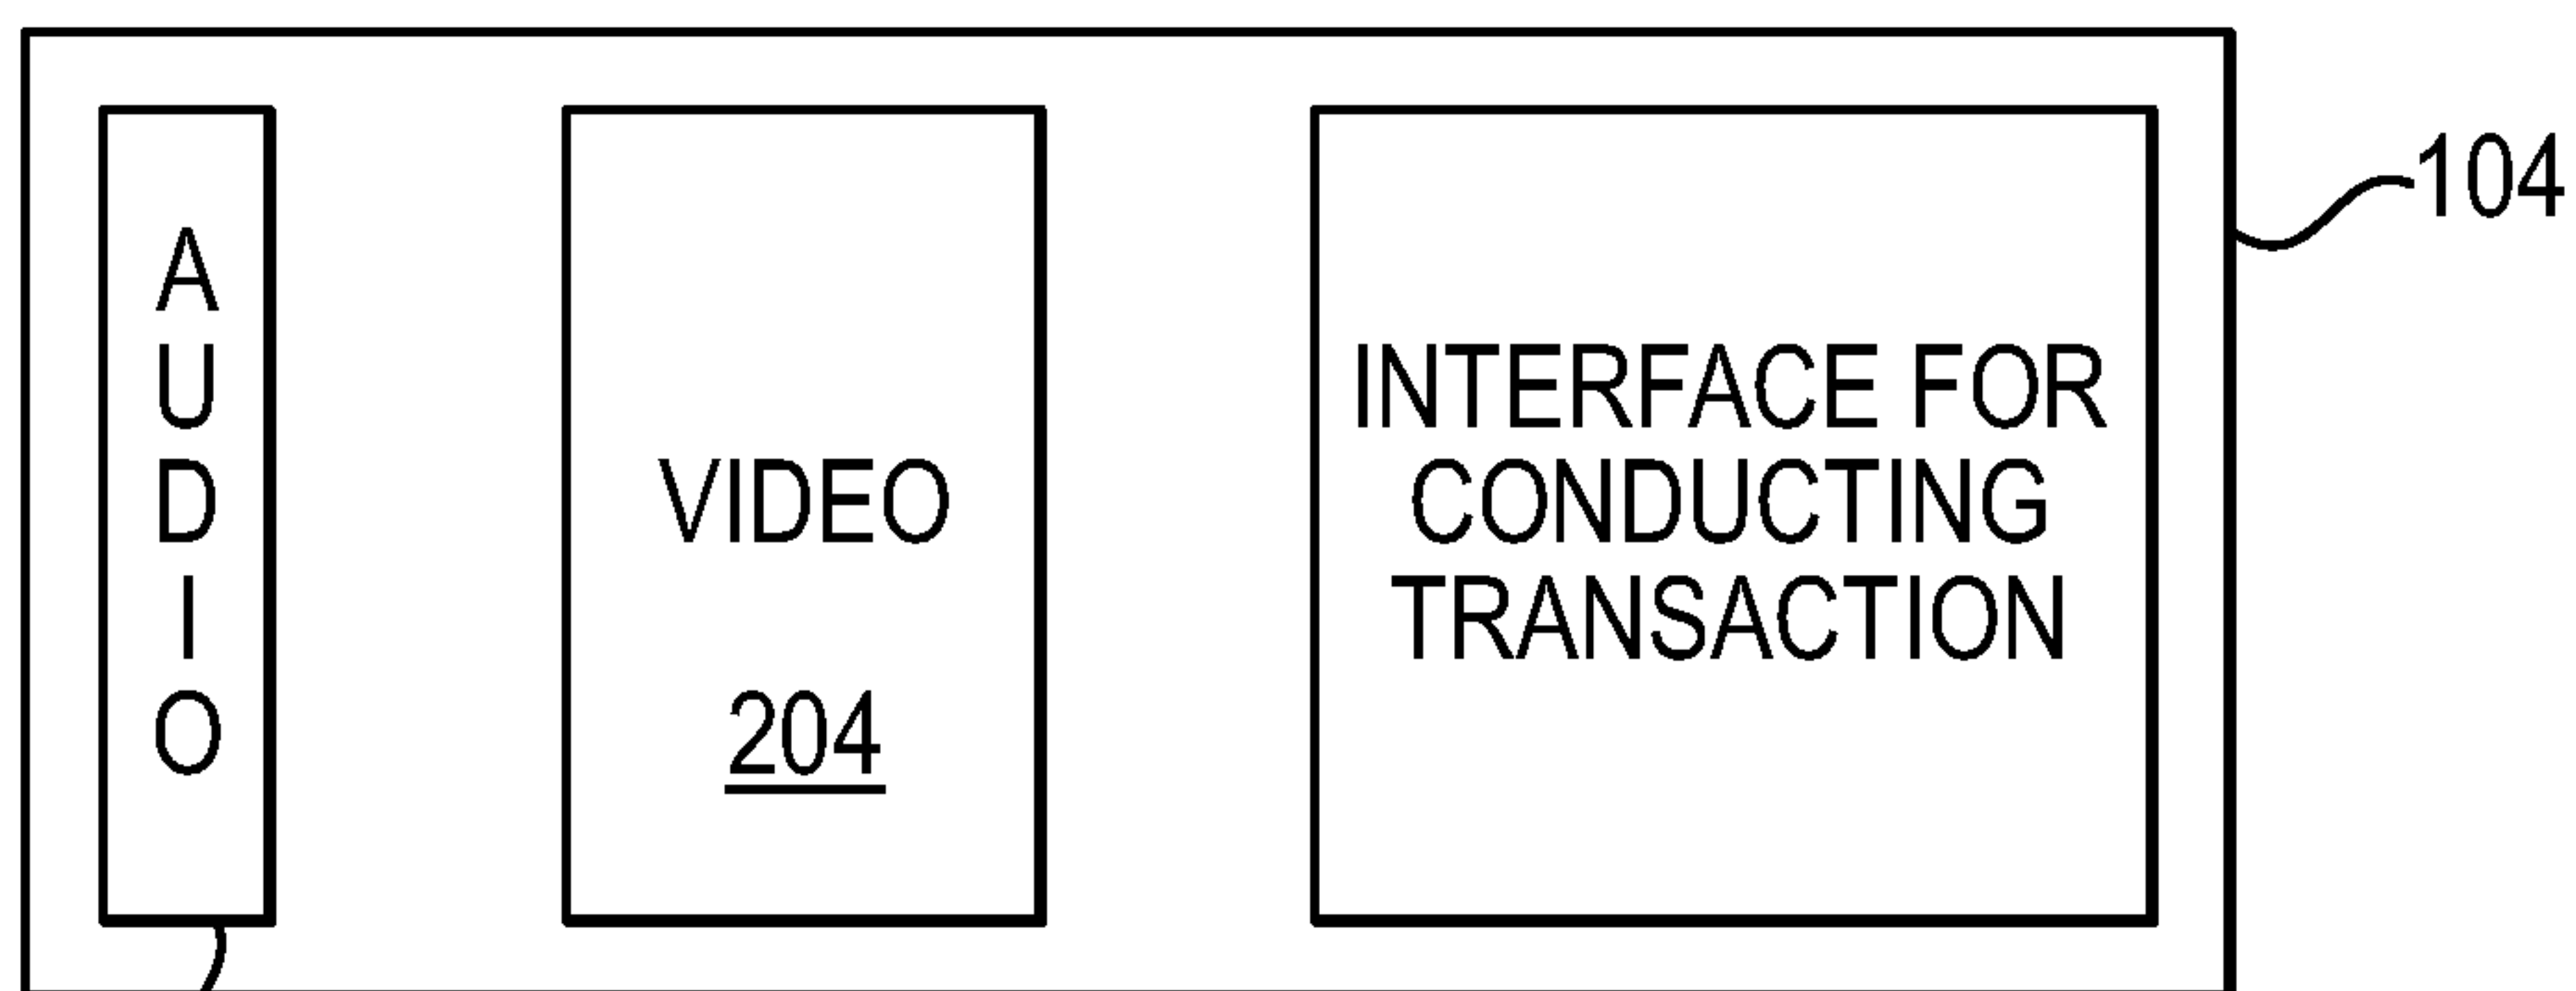 AUDIO
VIDEO
204
INTERFACE FOR
CONDUCTING
TRANSACTION
104